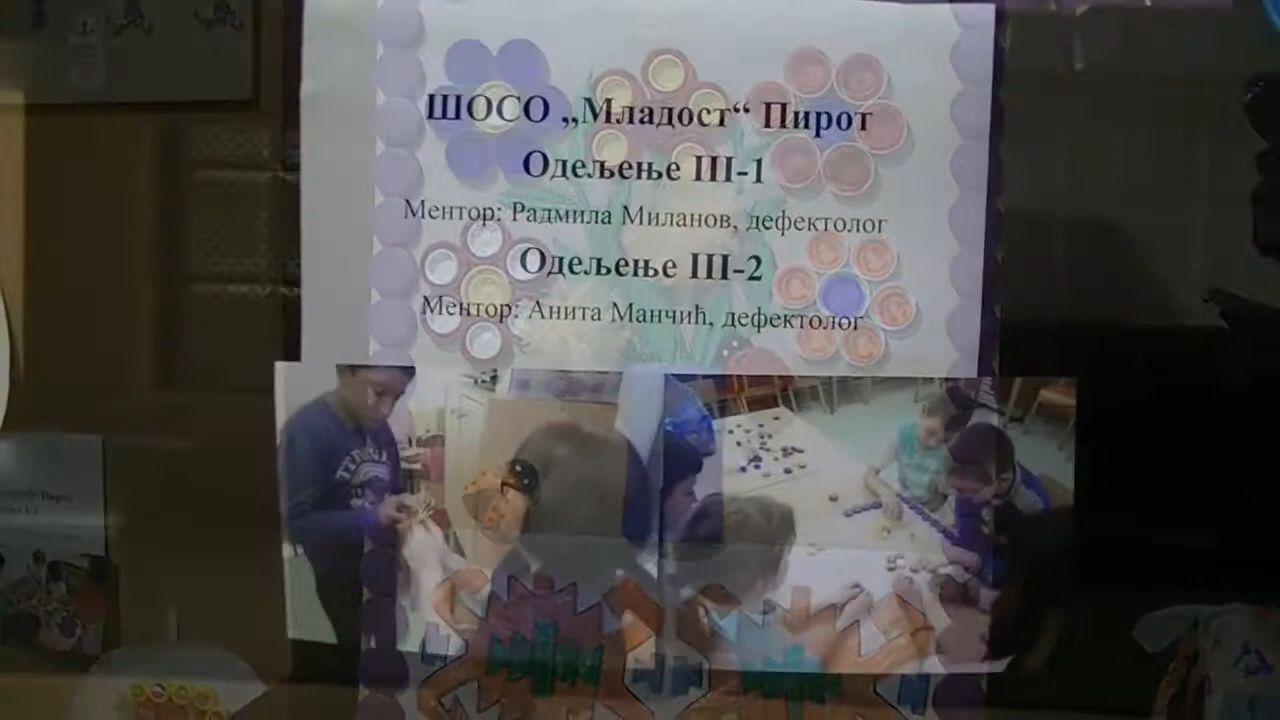 ШОСО „Младост“ Пирот
Одељење III-1
Ментор: Радмила Миланов, дефектолог
Одељење III-2
Ментор: Анита Манчић, дефектолог